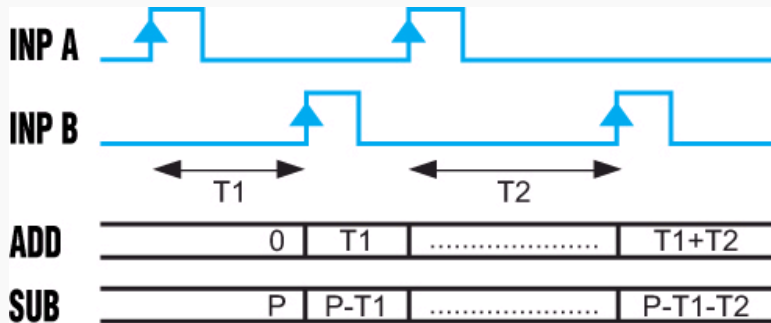 INP A
INP B
T1 T2
ADD 0 T1 ..................... T1+T2
SUB P P-T1 ..................... P-T1-T2